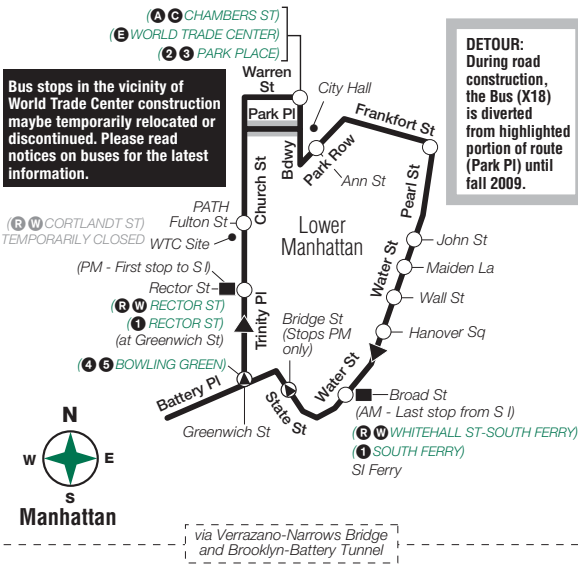 (A C CHAMBERS ST)
(E WORLD TRADE CENTER)
(2 3 PARK PLACE)
Warren
St
City Hall
Park Pl
Bdwy
Park Row
Frankfort St
Ann St
DETOUR:
During road
construction,
the Bus (X18)
is diverted
from highlighted
portion of route
(Park Pl) until
fall 2009.
Bus stops in the vicinity of
World Trade Center construction
maybe temporarily relocated or
discontinued. Please read
notices on buses for the latest
information.
Church St
PATH
Fulton St
(R W CORTLANDT ST)
TEMPORARILY CLOSED
WTC Site
Lower
Manhattan
Pearl St
John St
Water St
Maiden La
Wall St
Hanover Sq
(PM - First stop to S I)
Rector St
(R W RECTOR ST)
(1 RECTOR ST)
(at Greenwich St)
Trinity Pl
Bridge St
(Stops PM
only)
(4 5 BOWLING GREEN)
Battery Pl
Greenwich St
State St
Water St
Broad St
(AM - Last stop from S I)
(R W WHITEHALL ST-SOUTH FERRY)
(1 SOUTH FERRY)
SI Ferry
N
W
E
S
Manhattan
via Verrazano-Narrows Bridge
and Brooklyn-Battery Tunnel